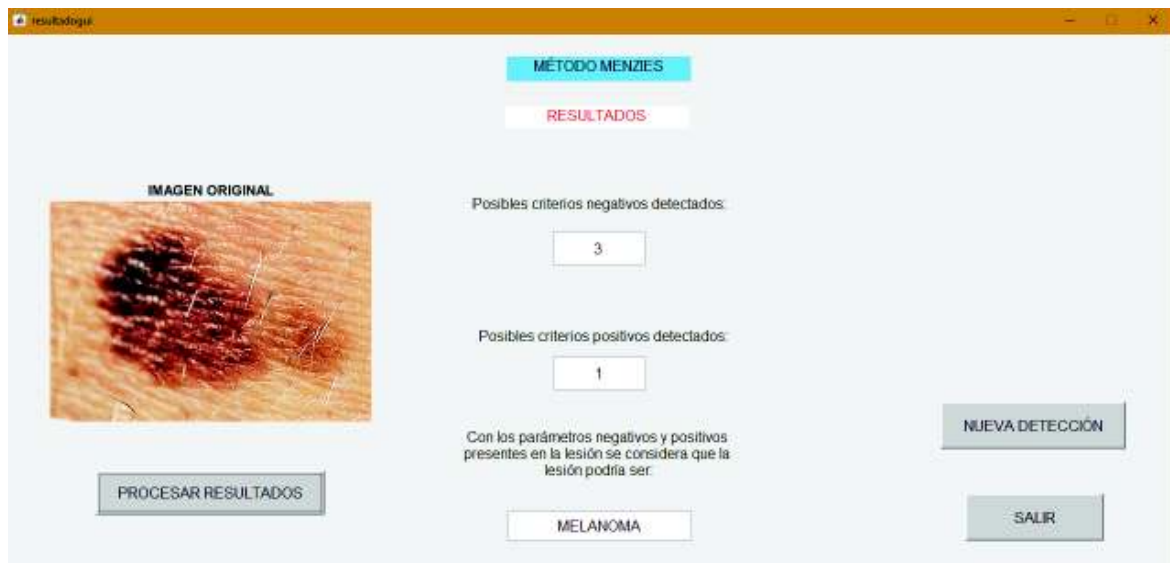 resultadogui
MÉTODO MENZIES
RESULTADOS
IMAGEN ORIGINAL
Posibles criterios negativos detectados:
3
Posibles criterios positivos detectados:
1
Con los parámetros negativos y positivos
presentes en la lesión se considera que la
lesión podría ser:
MELANOMA
PROCESAR RESULTADOS
NUEVA DETECCIÓN
SALIR